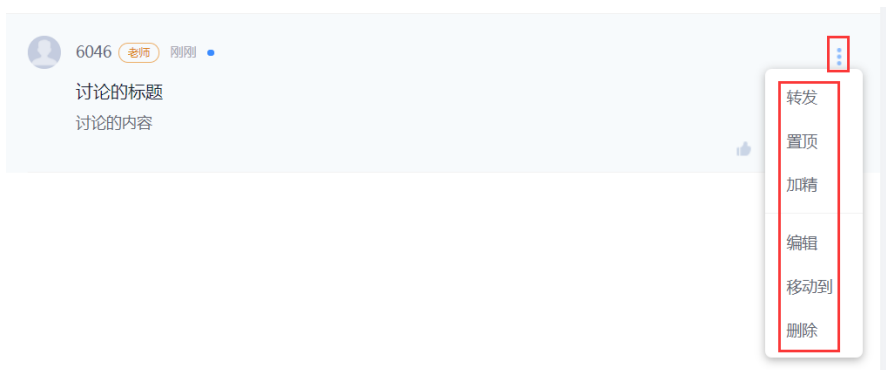 6046 老师 刚刚
讨论的标题
讨论的内容
转发
置顶
加精
编辑
移动到
删除